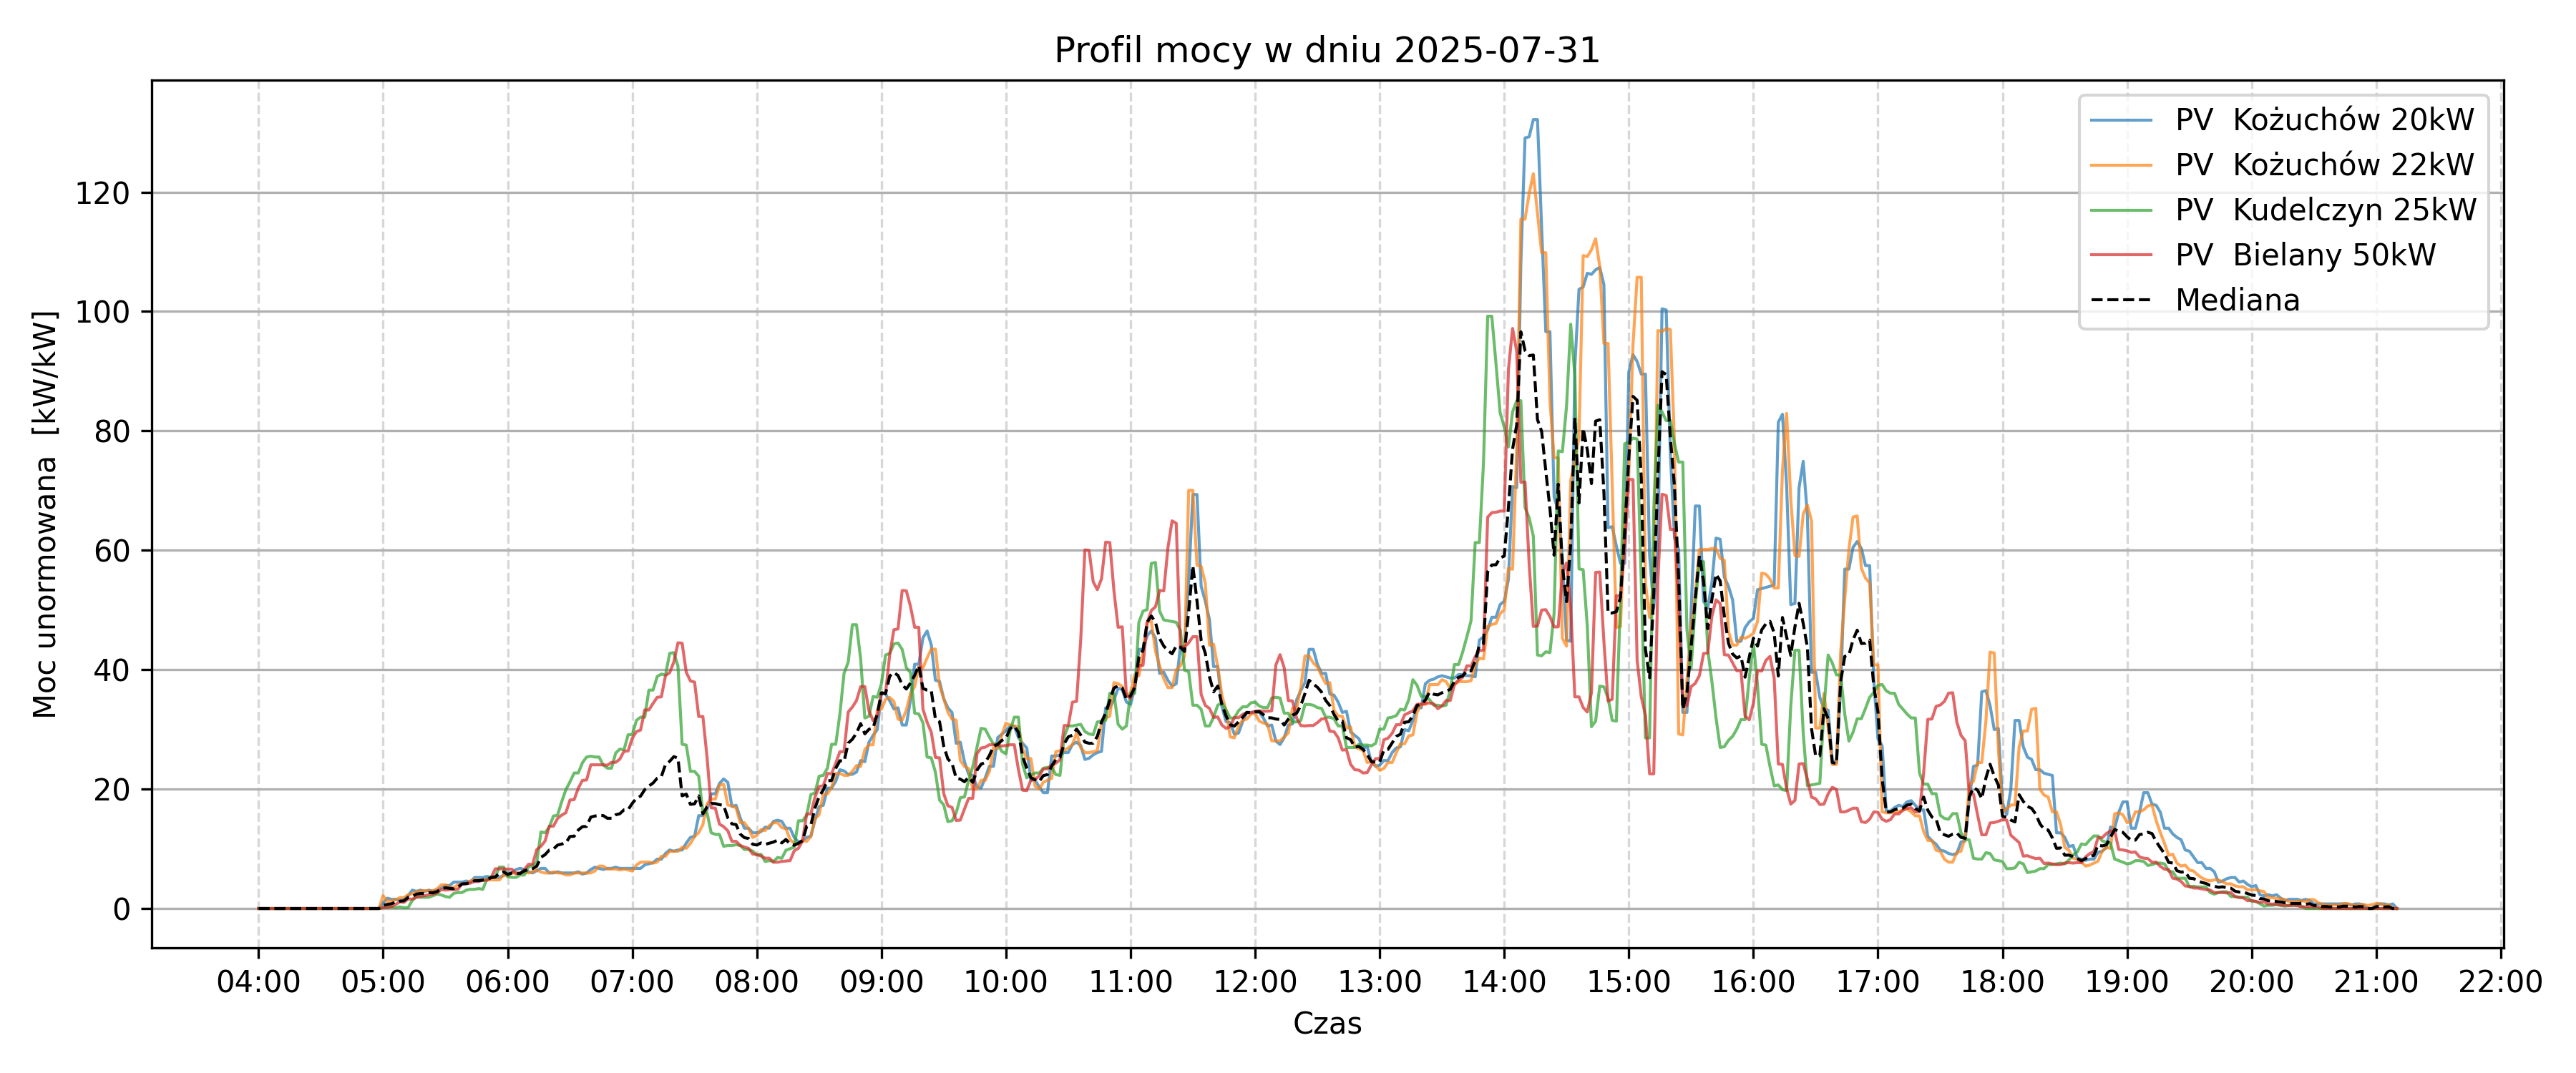 Profil mocy w dniu 2025-07-31
Moc unormowana  [kW/kW]
120
100
80
60
40
20
0
PV  Kożuchów 20kW
PV  Kożuchów 22kW
PV  Kudelczyn 25kW
PV  Bielany 50kW
Mediana
04:00 05:00 06:00 07:00 08:00 09:00 10:00 11:00 12:00 13:00 14:00 15:00 16:00 17:00 18:00 19:00 20:00 21:00 22:00
Czas